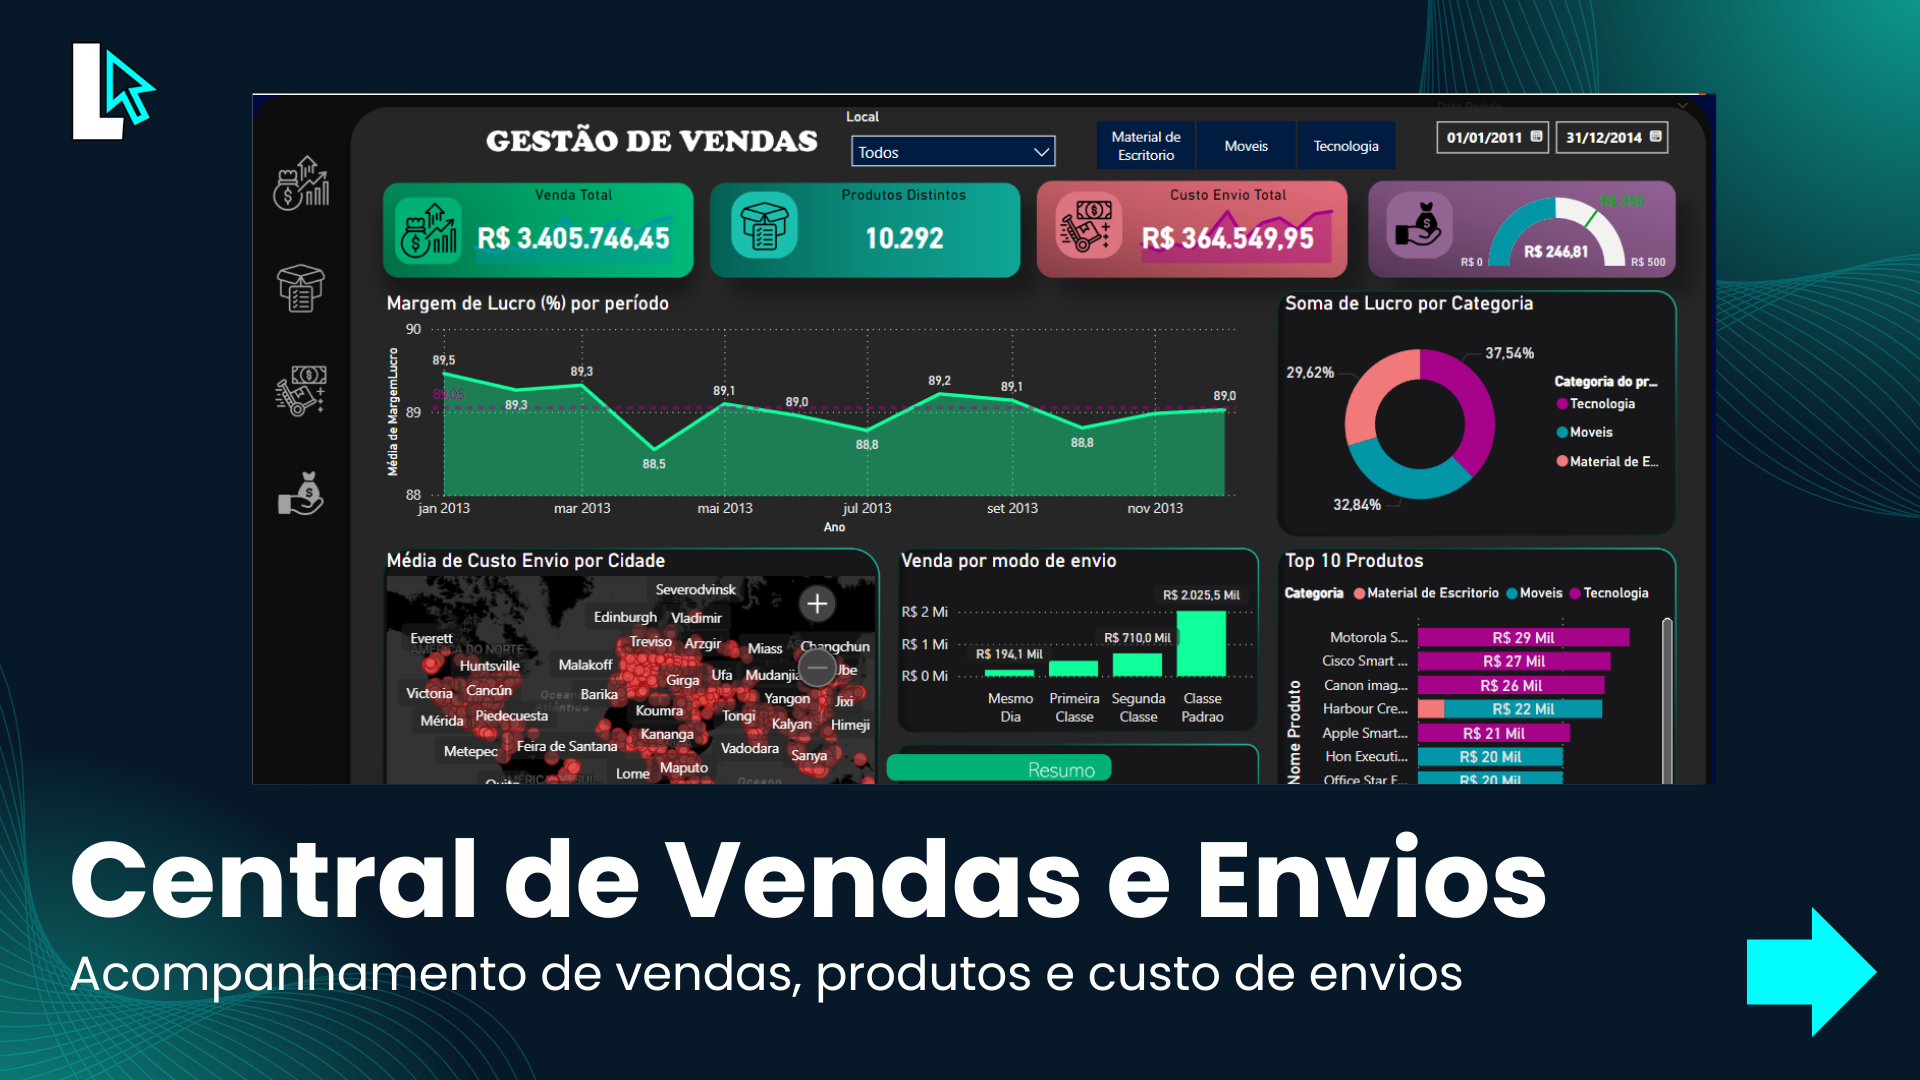 L
GESTÃO DE VENDAS
Local
Todos
Material de
Escritorio
Moveis
Tecnologia
Data Pedido
01/01/2011
31/12/2014
Venda Total
R$ 3.405.746,45
Produtos Distintos
10.292
Custo Envio Total
R$ 364.549,95
R$ 350
R$ 246,81
R$ 0
R$ 500
Margem de Lucro (%) por período
Média de MargemLucro
90
89
88
89,5
89,05
89,3
89,3
88,5
89,1
89,0
88,8
89,2
89,1
88,8
89,0
jan 2013
mar 2013
mai 2013
jul 2013
set 2013
nov 2013
Ano
Soma de Lucro por Categoria
37,54%
29,62%
32,84%
Categoria do pr...
Tecnologia
Moveis
Material de E...
Média de Custo Envio por Cidade
Severodvinsk
Edinburgh
Vladimir
Everett
AMÉRICA DO NORTE
Treviso
Arzgir
Miass
Changchun
Huntsville
Malakoff
Girga
Ufa
Mudanjia
Ube
Victoria
Cancún
Oceano
Atlântico
Barika
Yangon
Jixi
Mérida
Piedecuesta
Koumra
Tongi
Kalyan
Himeji
Kananga
Metepec
Feira de Santana
Vadodara
Sanya
Lome
Maputo
AMÉRICA DO SUL
Oceano
Venda por modo de envio
R$ 2 Mi
R$ 1 Mi
R$ 0 Mi
R$ 194,1 Mil
R$ 710,0 Mil
R$ 2.025,5 Mil
Mesmo
Dia
Primeira
Classe
Segunda
Classe
Classe
Padrao
Resumo
Top 10 Produtos
Categoria
Material de Escritorio
Moveis
Tecnologia
Nome Produto
Motorola S... R$ 29 Mil
Cisco Smart ... R$ 27 Mil
Canon imag... R$ 26 Mil
Harbour Cre... R$ 22 Mil
Apple Smart... R$ 21 Mil
Hon Executi... R$ 20 Mil
Office Star F... R$ 20 Mil
Central de Vendas e Envios
Acompanhamento de vendas, produtos e custo de envios